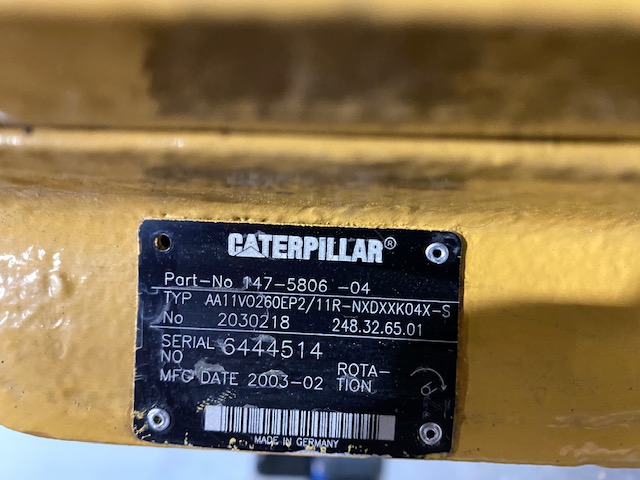 CATERPILLAR®
Part-No 147-5806 -04
TYP AA11VO260EP2/11R-NXDXXK04X-S
No 2030218 248.32.65.01
SERIAL NO 6444514
MFG DATE 2003-02 ROTA-TION
MADE IN GERMANY